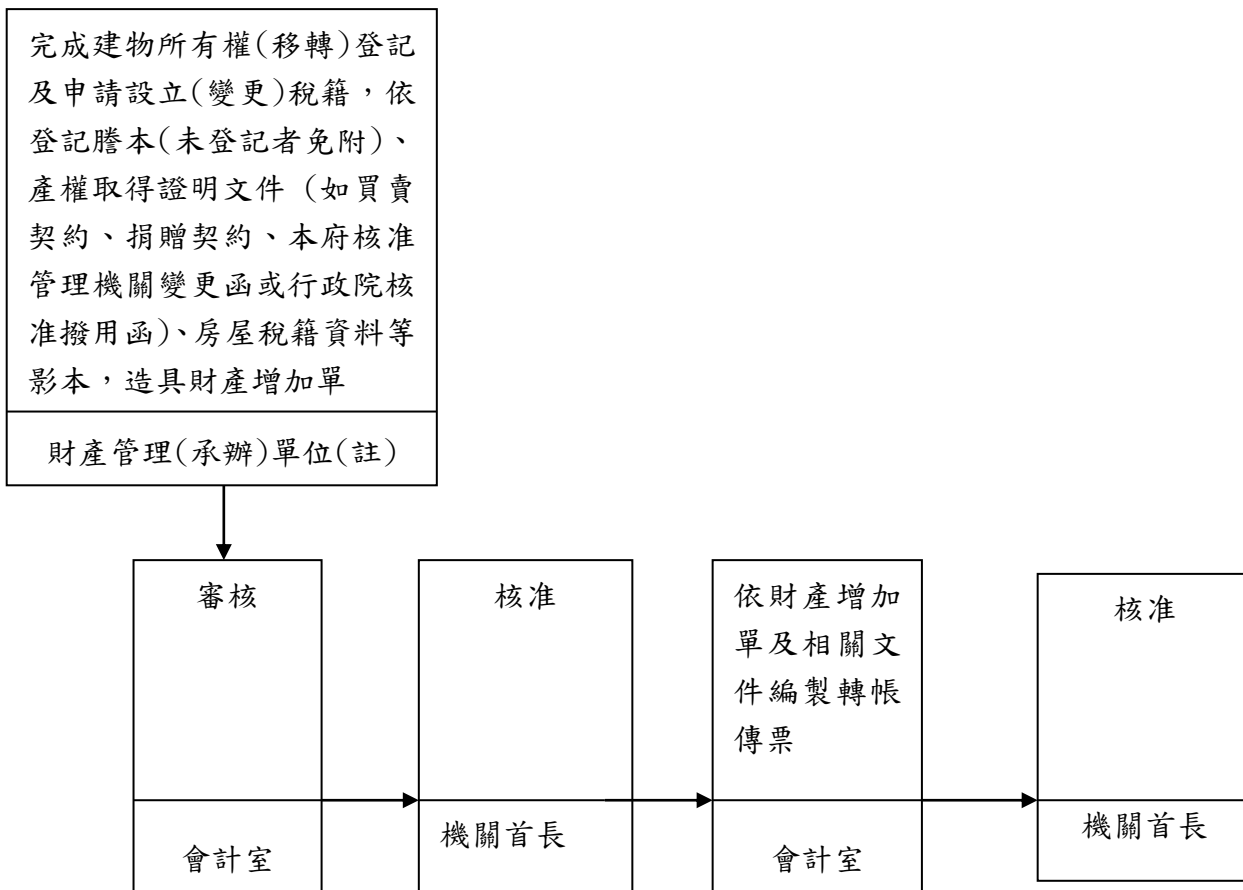 完成建物所有權(移轉)登記
及申請設立(變更)稅籍，依
登記謄本(未登記者免附)、
產權取得證明文件（如買賣
契約、捐贈契約、本府核准
管理機關變更函或行政院核
准撥用函)、房屋稅籍資料等
影本，造具財產增加單
財產管理(承辦)單位(註)
審核
會計室
核准
機關首長
依財產增加
單及相關文
件編製轉帳
傳票
會計室
核准
機關首長